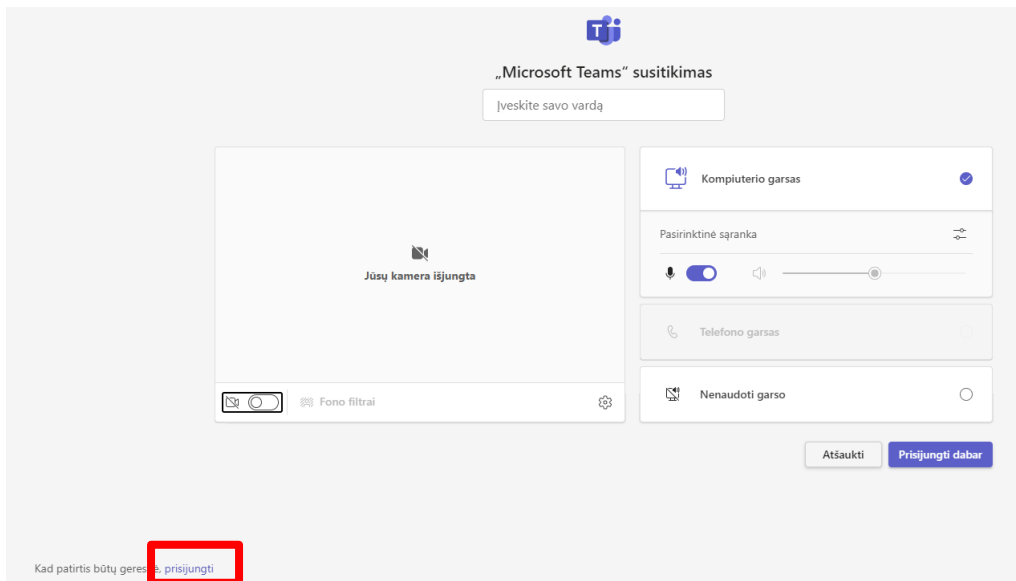 „Microsoft Teams“ susitikimas
Įveskite savo vardą
Jūsų kamera išjungta
Fono filtrai
Kompiuterio garsas
Pasirinktinė sąranka
Telefono garsas
Nenaudoti garso
Atšaukti
Prisijungti dabar
Kad patirtis būtų prisijungti